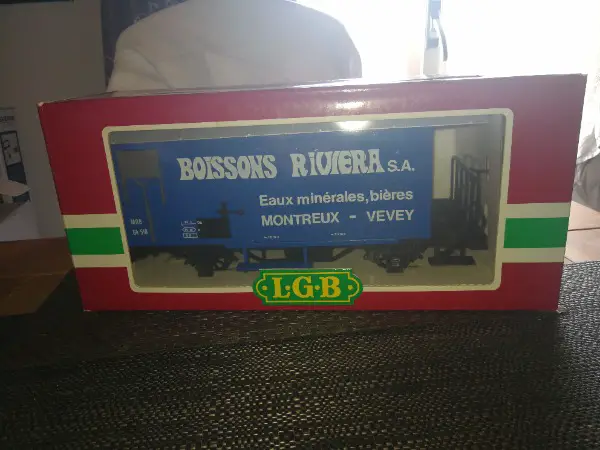 BOISSONS RIVIERA S.A.
Eaux minérales, bières
MONTREUX - VEVEY
L·G·B